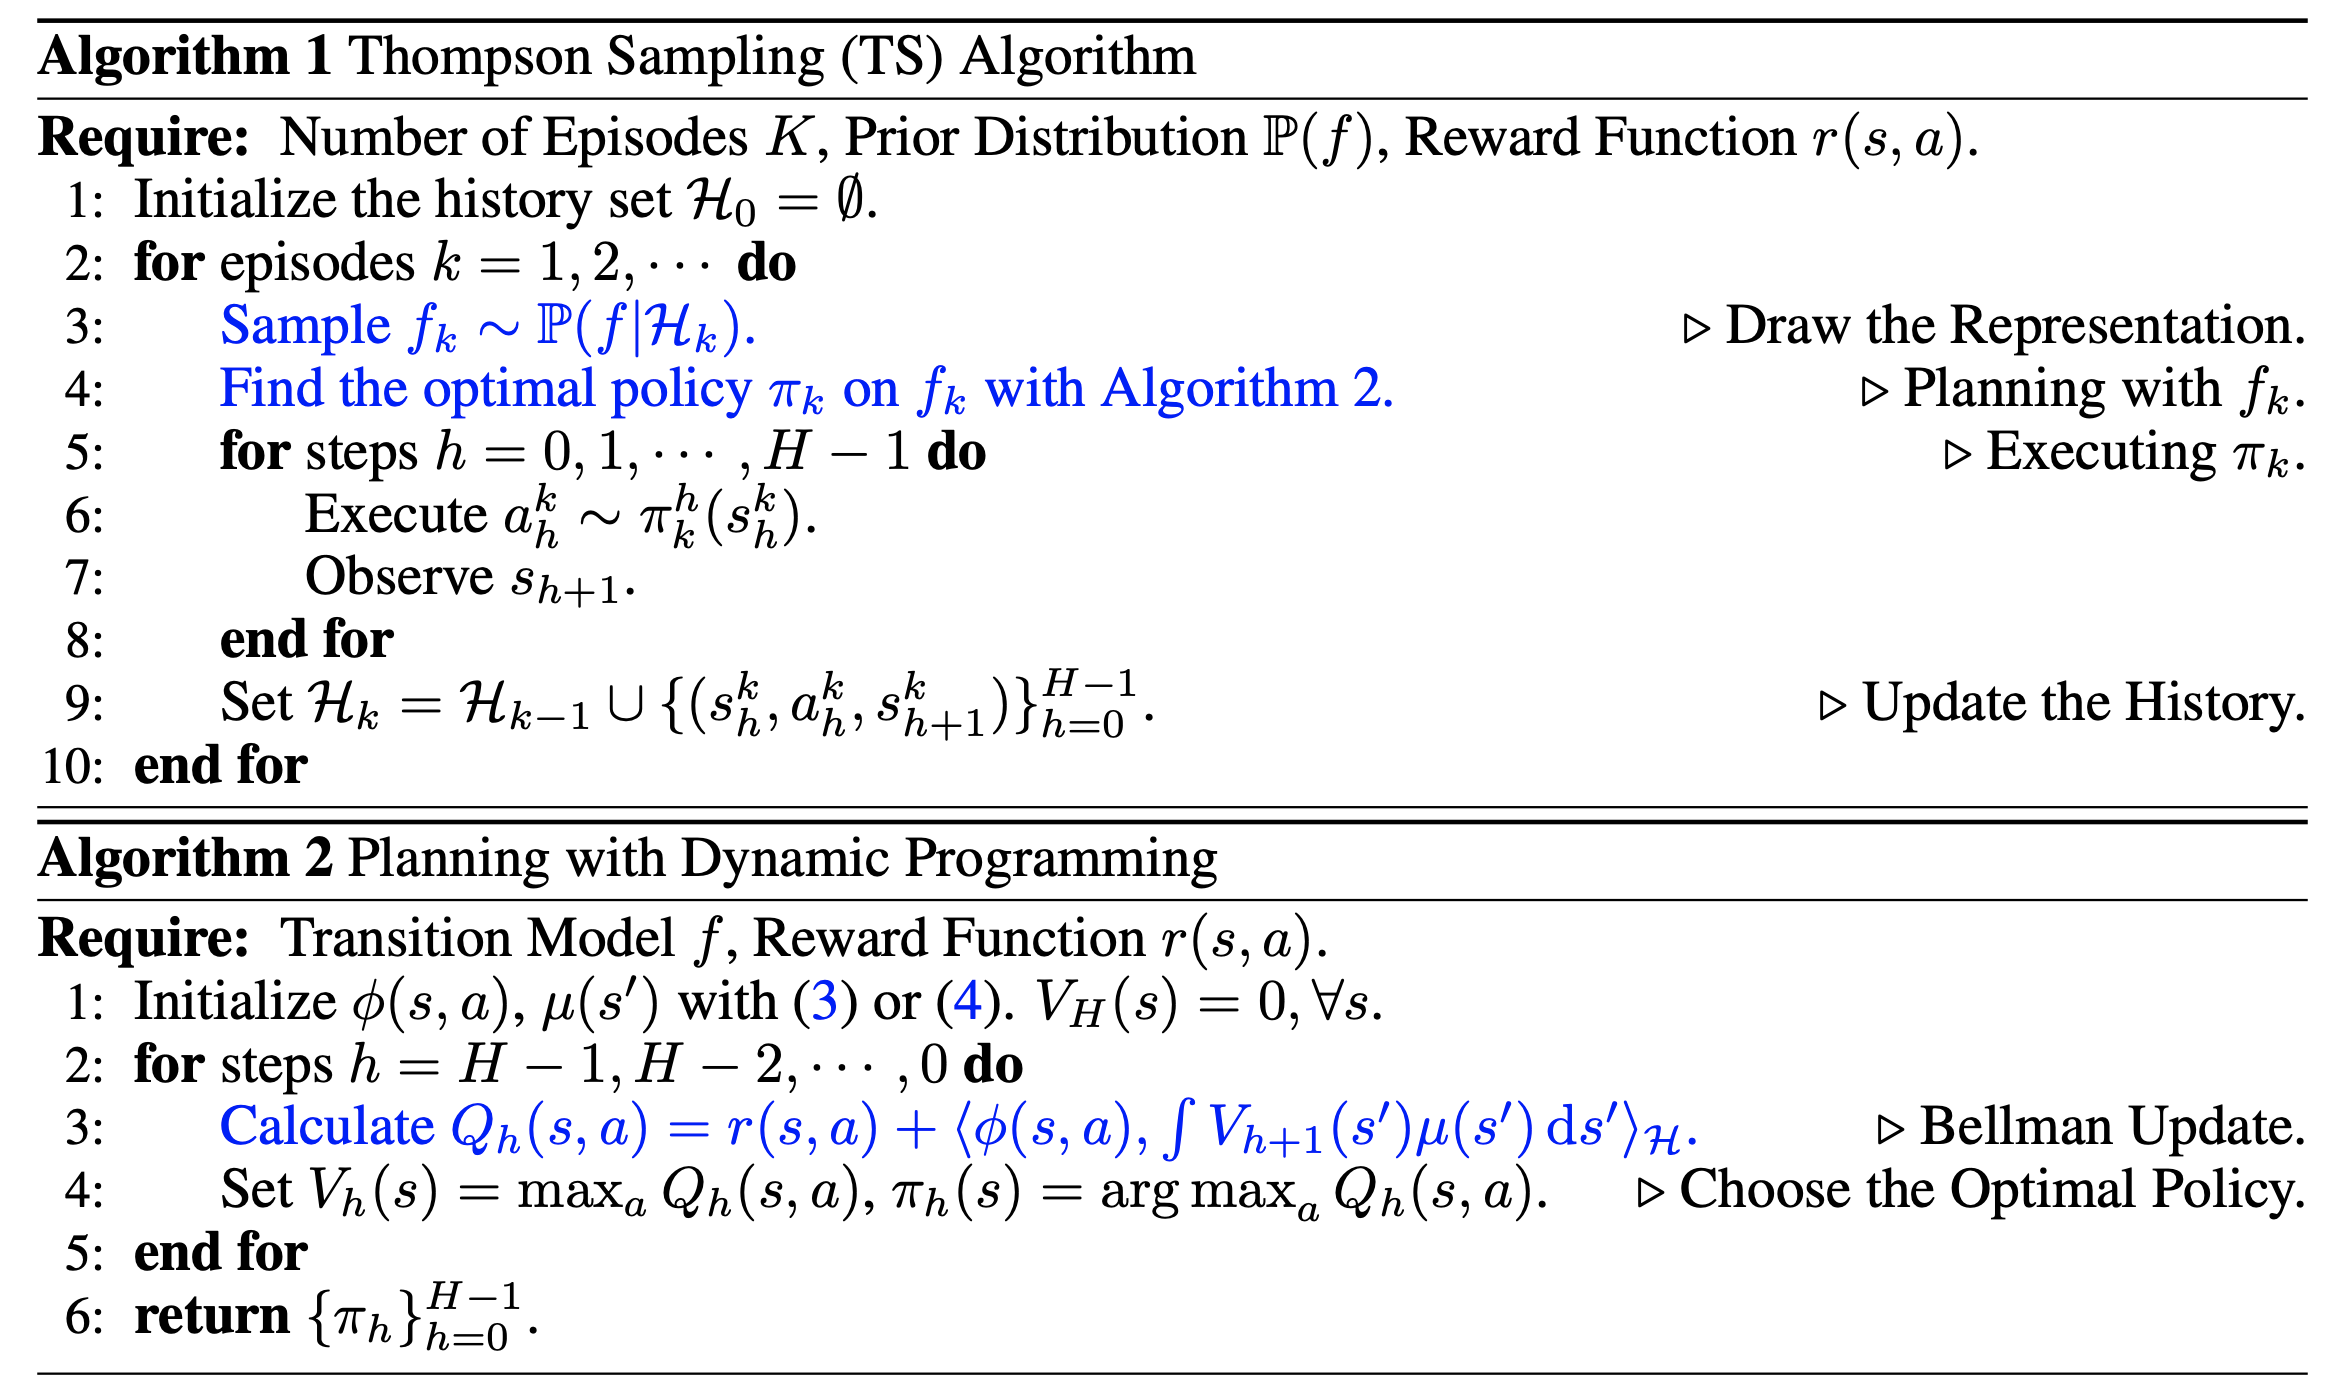 Algorithm 1 Thompson Sampling (TS) Algorithm
Require: Number of Episodes $K$, Prior Distribution $\mathbb{P}(f)$, Reward Function $r(s, a)$.
1: Initialize the history set $\mathcal{H}_0 = \emptyset$.
2: for episodes $k = 1, 2, \cdots$ do
3: Sample $f_k \sim \mathbb{P}(f|\mathcal{H}_k)$. ▷ Draw the Representation.
4: Find the optimal policy $\pi_k$ on $f_k$ with Algorithm 2. ▷ Planning with $f_k$.
5: for steps $h = 0, 1, \cdots, H - 1$ do ▷ Executing $\pi_k$.
6: Execute $a_h^k \sim \pi_k^h(s_h^k)$.
7: Observe $s_{h+1}$.
8: end for
9: Set $\mathcal{H}_k = \mathcal{H}_{k-1} \cup \{(s_h^k, a_h^k, s_{h+1}^k)\}_{h=0}^{H-1}$. ▷ Update the History.
10: end for
Algorithm 2 Planning with Dynamic Programming
Require: Transition Model $f$, Reward Function $r(s, a)$.
1: Initialize $\phi(s, a)$, $\mu(s')$ with (3) or (4). $V_H(s) = 0, \forall s$.
2: for steps $h = H - 1, H - 2, \cdots, 0$ do
3: Calculate $Q_h(s, a) = r(s, a) + \langle \phi(s, a), \int V_{h+1}(s')\mu(s') \, \mathrm{d}s' \rangle_{\mathcal{H}}$. ▷ Bellman Update.
4: Set $V_h(s) = \max_a Q_h(s, a)$, $\pi_h(s) = \arg\max_a Q_h(s, a)$. ▷ Choose the Optimal Policy.
5: end for
6: return $\{\pi_h\}_{h=0}^{H-1}$.